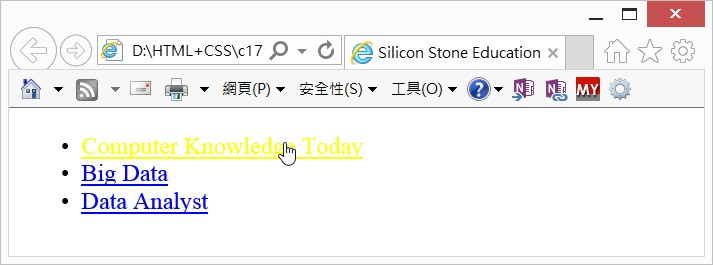 D:\HTML+CSS\c17
Silicon Stone Education
網頁(P) 安全性(S) 工具(O) ? N N MY
• Computer Knowledge Today
• Big Data
• Data Analyst